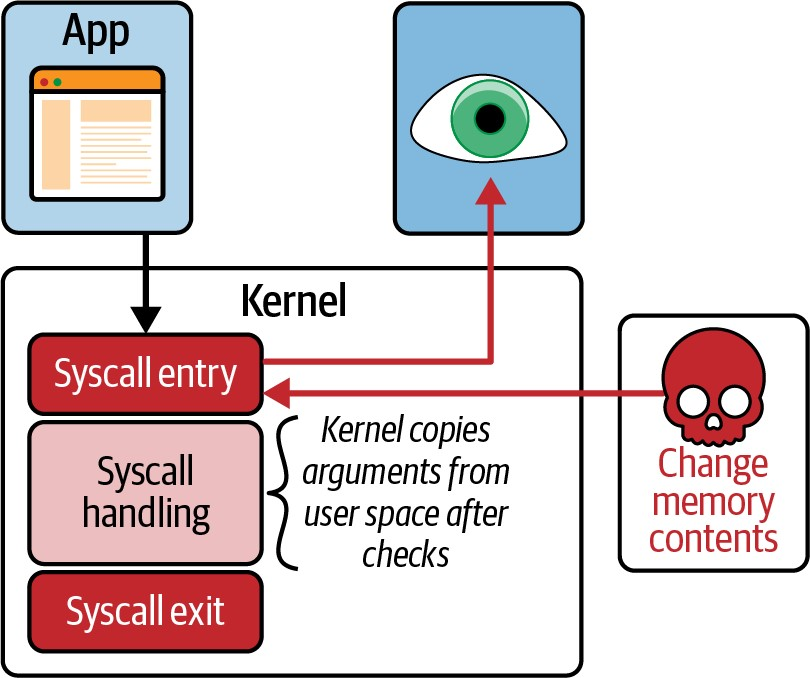 App
Kernel
Syscall entry
Syscall
handling
Kernel copies
arguments from
user space after
checks
Syscall exit
Change
memory
contents